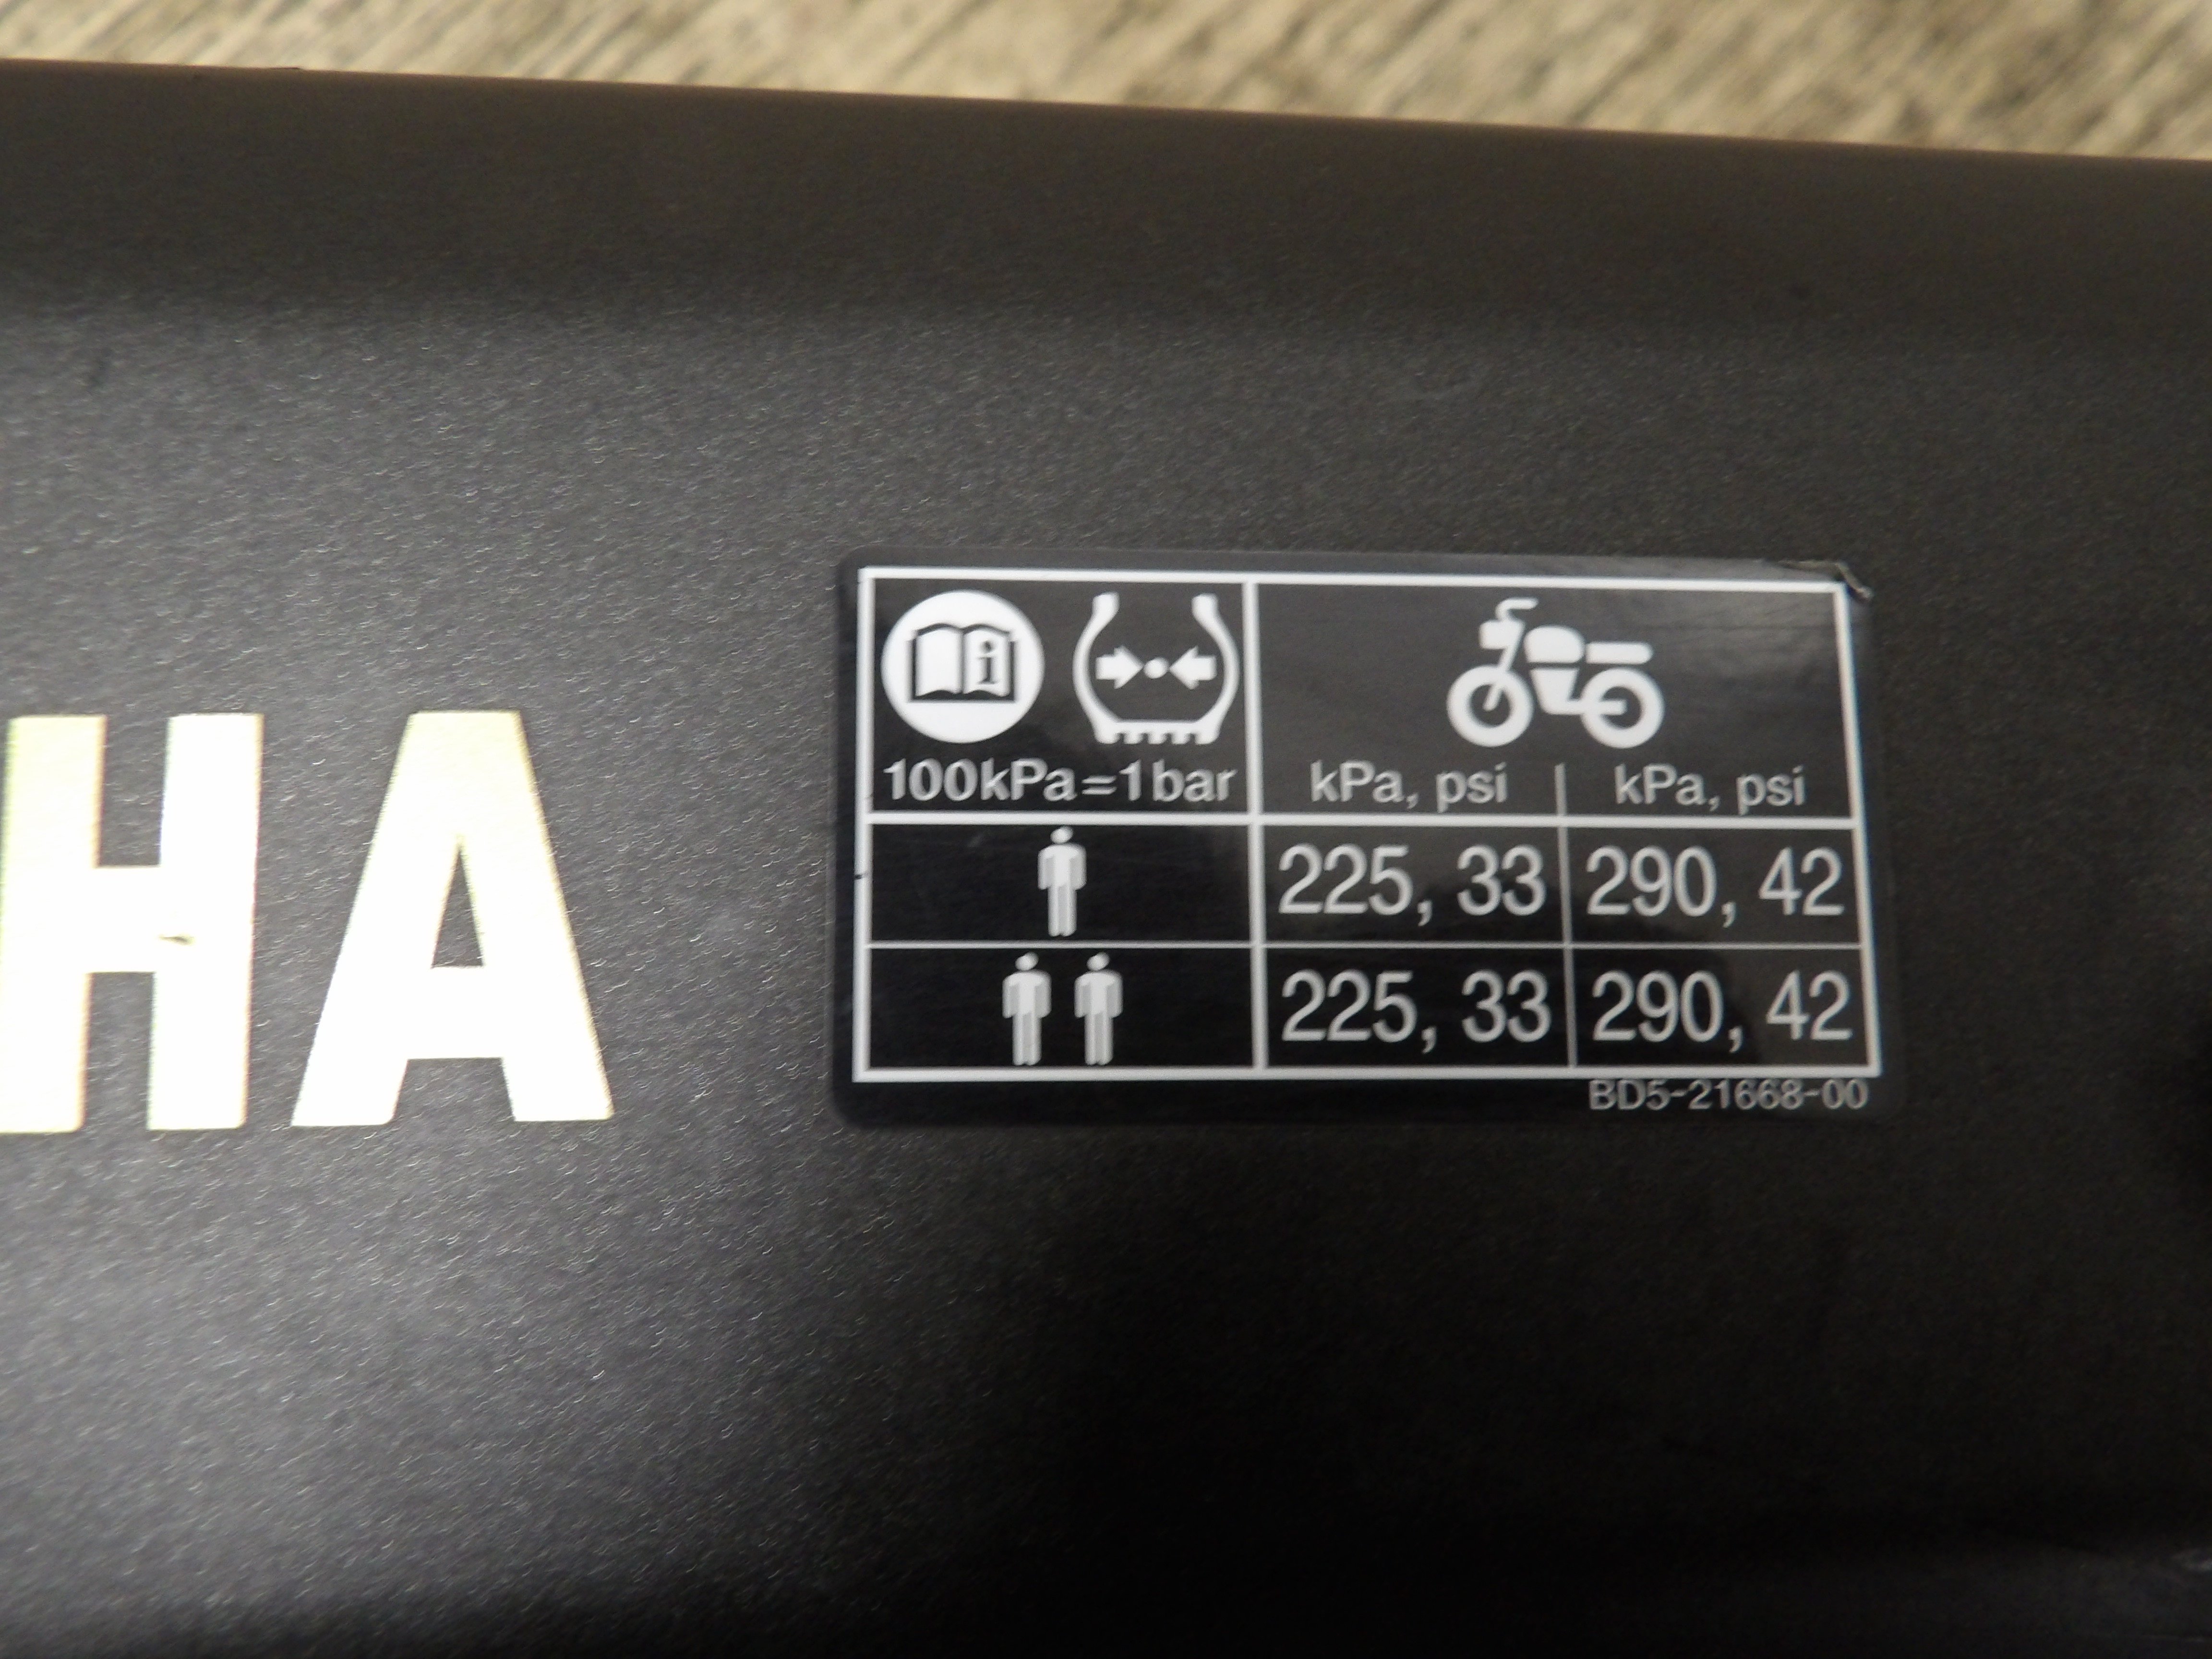 HA
100kPa=1bar kPa, psi kPa, psi
225, 33 290, 42
225, 33 290, 42
BD5-21668-00